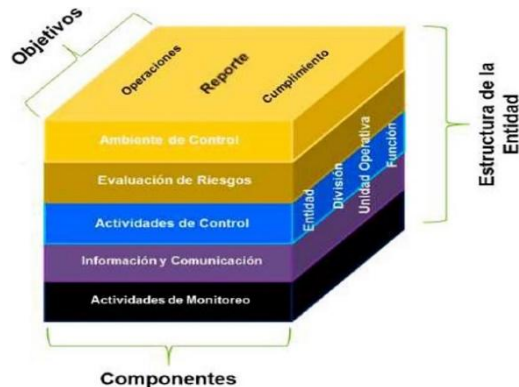 Objetivos
Operaciones
Reporte
Cumplimiento
Ambiente de Control
Evaluación de Riesgos
Actividades de Control
Información y Comunicación
Actividades de Monitoreo
Entidad
División
Unidad Operativa
Función
Estructura de la
Entidad
Componentes